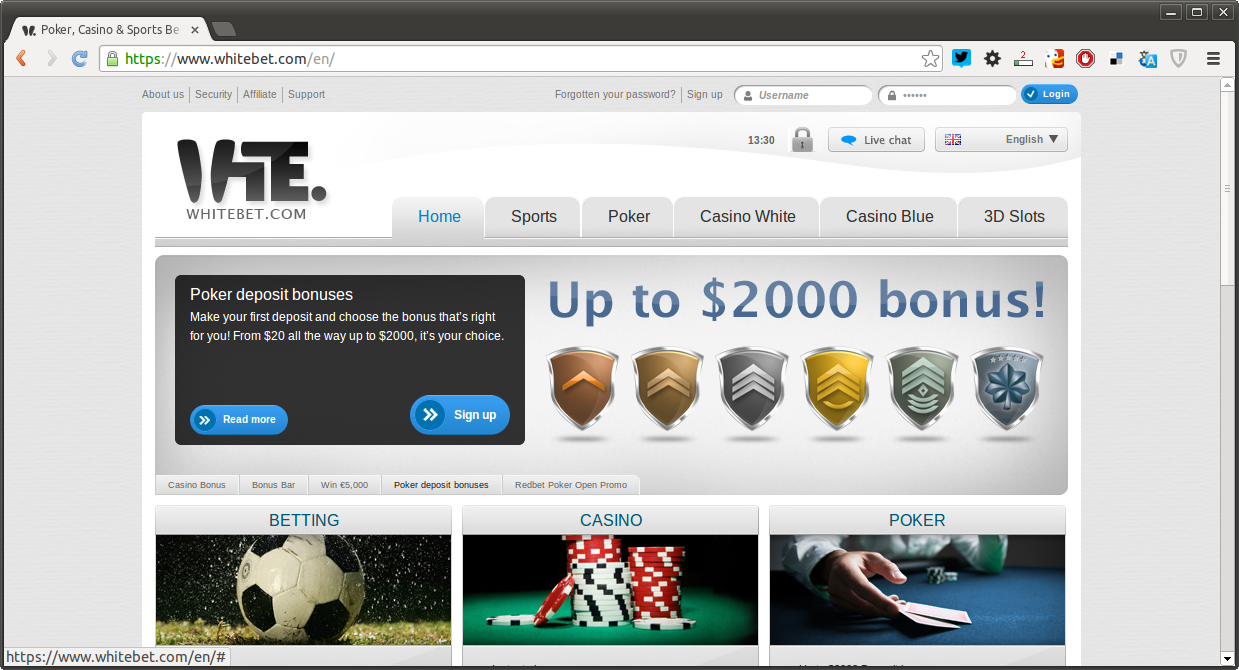 Poker, Casino & Sports Be
https://www.whitebet.com/en/
2
About us Security Affiliate Support
Forgotten your password? Sign up Username •••••• Login
13:30 Live chat English
WHTE.
WHITEBET.COM
Home Sports Poker Casino White Casino Blue 3D Slots
Poker deposit bonuses
Make your first deposit and choose the bonus that's right
for you! From $20 all the way up to $2000, it's your choice.
Read more Sign up
Up to $2000 bonus!
Casino Bonus Bonus Bar Win €5,000 Poker deposit bonuses Redbet Poker Open Promo
BETTING CASINO POKER
https://www.whitebet.com/en/#